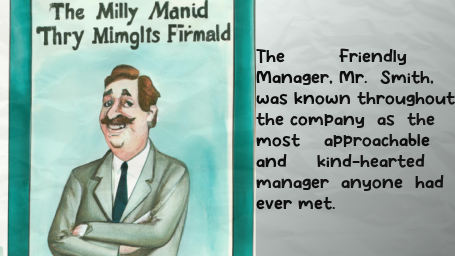 The Milly Manid
Thry Mimglts Firmald
The Friendly
Manager, Mr. Smith,
was known throughout
the company as the
most approachable
and kind-hearted
manager anyone had
ever met.